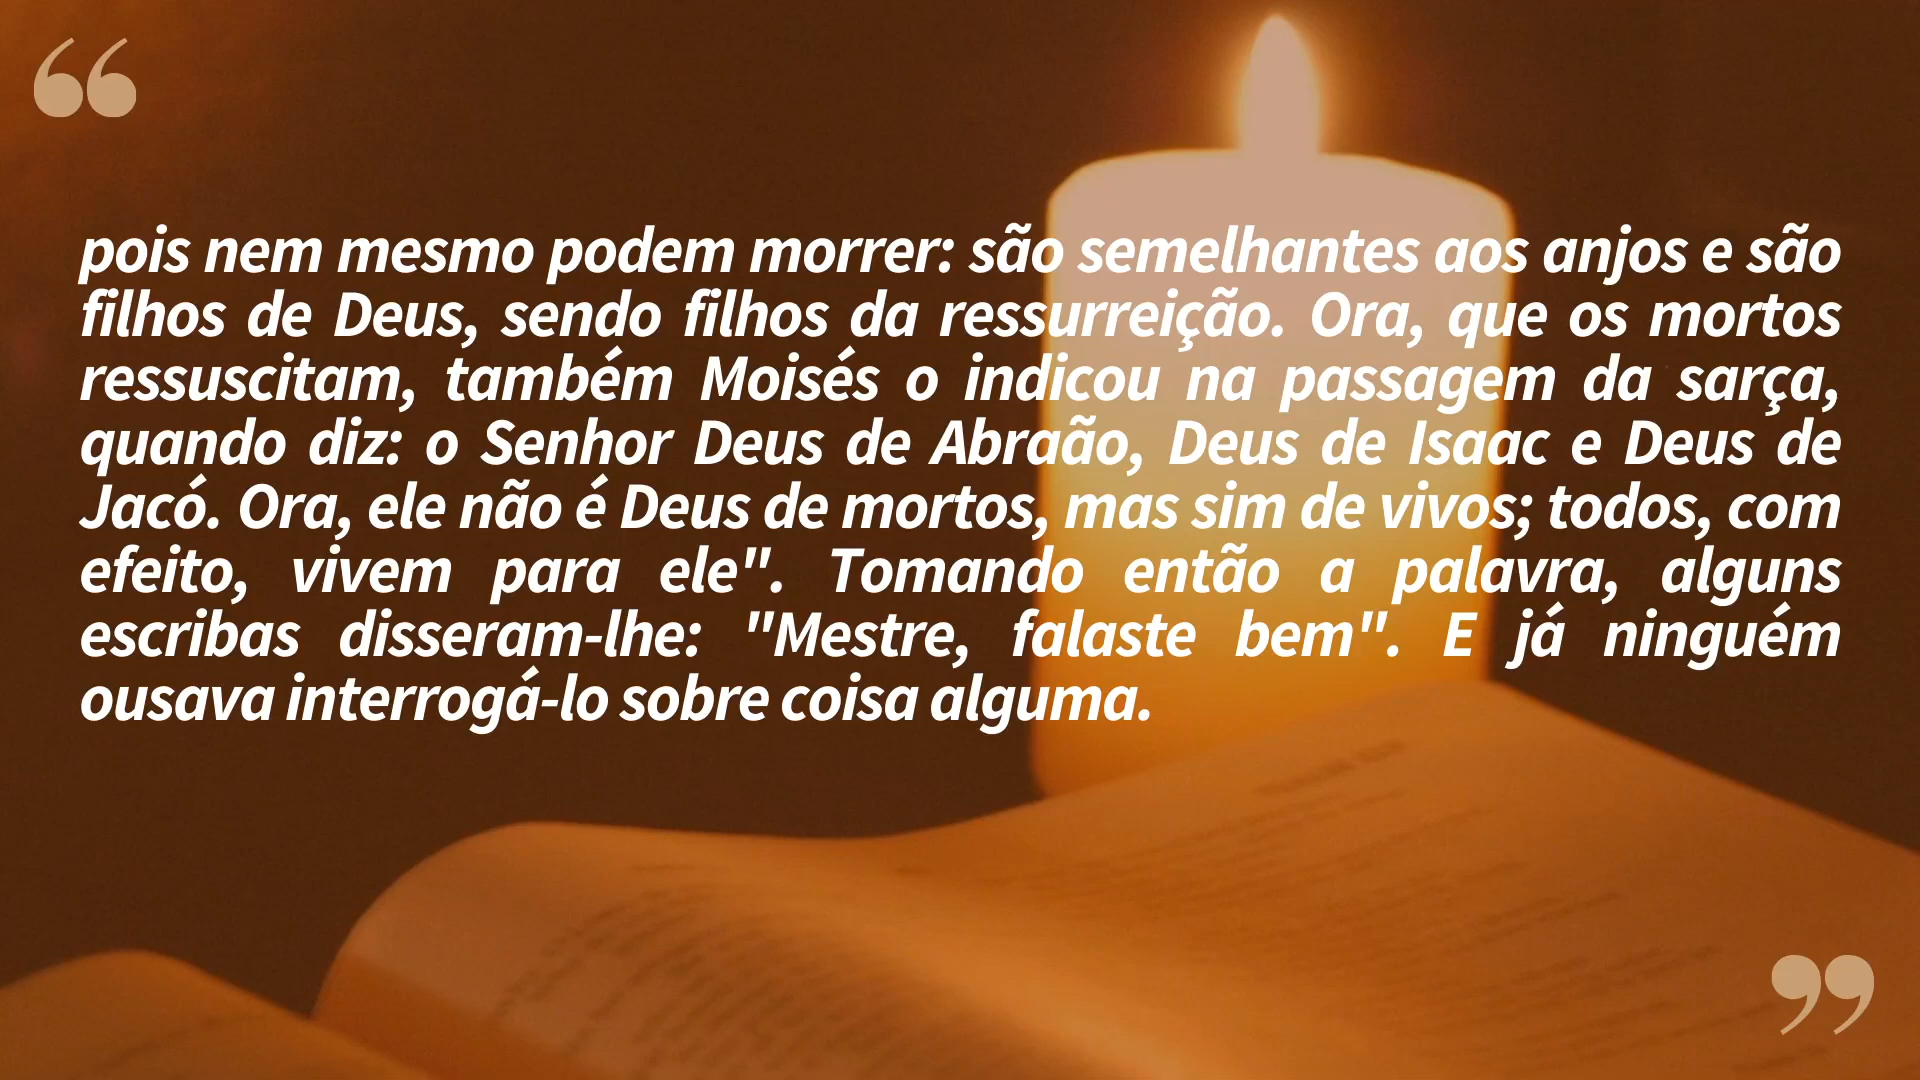 pois nem mesmo podem morrer: são semelhantes aos anjos e são
filhos de Deus, sendo filhos da ressurreição. Ora, que os mortos
ressuscitam, também Moisés o indicou na passagem da sarça,
quando diz: o Senhor Deus de Abraão, Deus de Isaac e Deus de
Jacó. Ora, ele não é Deus de mortos, mas sim de vivos; todos, com
efeito, vivem para ele". Tomando então a palavra, alguns
escribas disseram-lhe: "Mestre, falaste bem". E já ninguém
ousava interrogá-lo sobre coisa alguma.